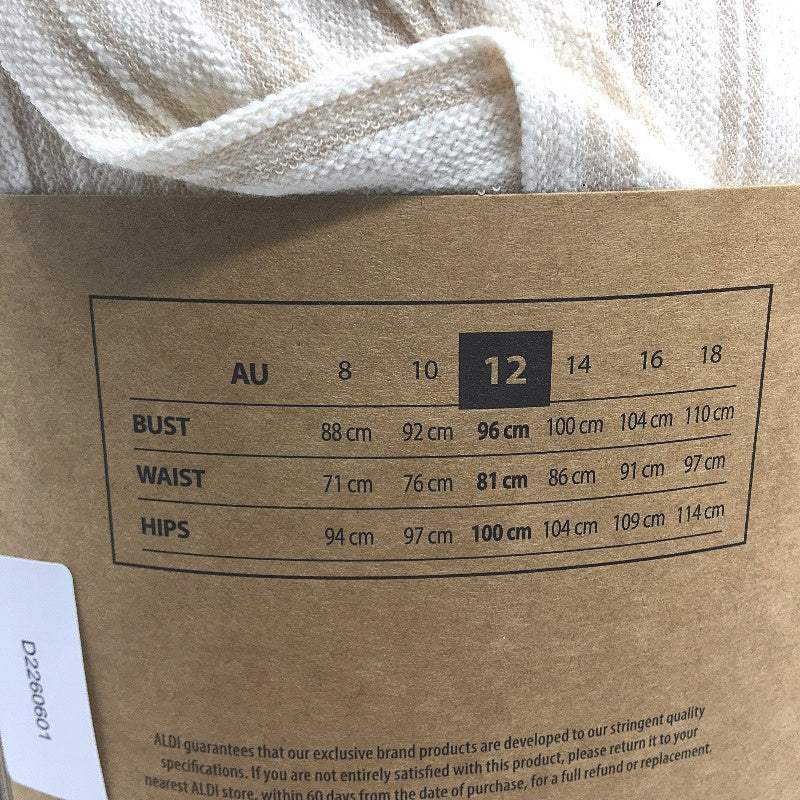 AU 8 10 12 14 16 18
BUST 88 cm 92 cm 96 cm 100 cm 104 cm 110 cm
WAIST 71 cm 76 cm 81 cm 86 cm 91 cm 97 cm
HIPS 94 cm 97 cm 100 cm 104 cm 109 cm 114 cm
D2260601
ALDI guarantees that our exclusive brand products are developed to our stringent quality
specifications. If you are not entirely satisfied with this product, please return it to your
nearest ALDI store, within 60 days from the date of purchase, for a full refund or replacement.